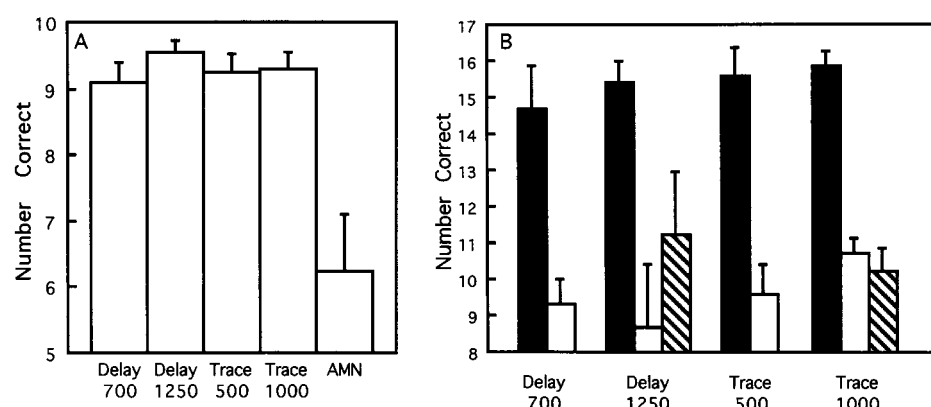 A
Number Correct
10
9
8
7
6
5
Delay Delay Trace Trace AMN
700 1250 500 1000
B
Number Correct
17
16
15
14
13
12
11
10
9
8
Delay Delay Trace Trace
700 1250 500 1000